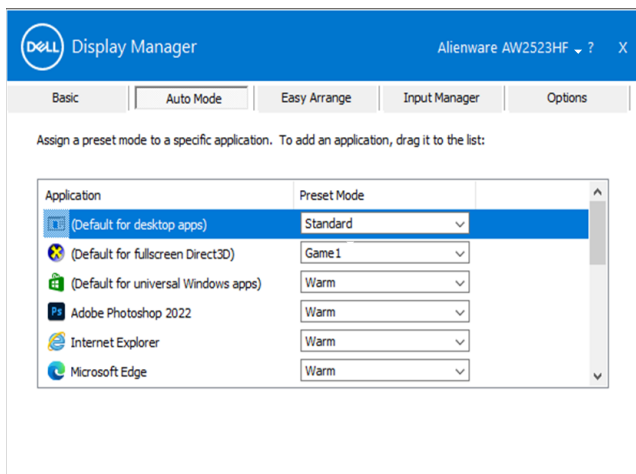 DELL Display Manager Alienware AW2523HF ? X
Basic Auto Mode Easy Arrange Input Manager Options
Assign a preset mode to a specific application. To add an application, drag it to the list:
Application Preset Mode
(Default for desktop apps) Standard
(Default for fullscreen Direct3D) Game1
(Default for universal Windows apps) Warm
Ps Adobe Photoshop 2022 Warm
Internet Explorer Warm
Microsoft Edge Warm